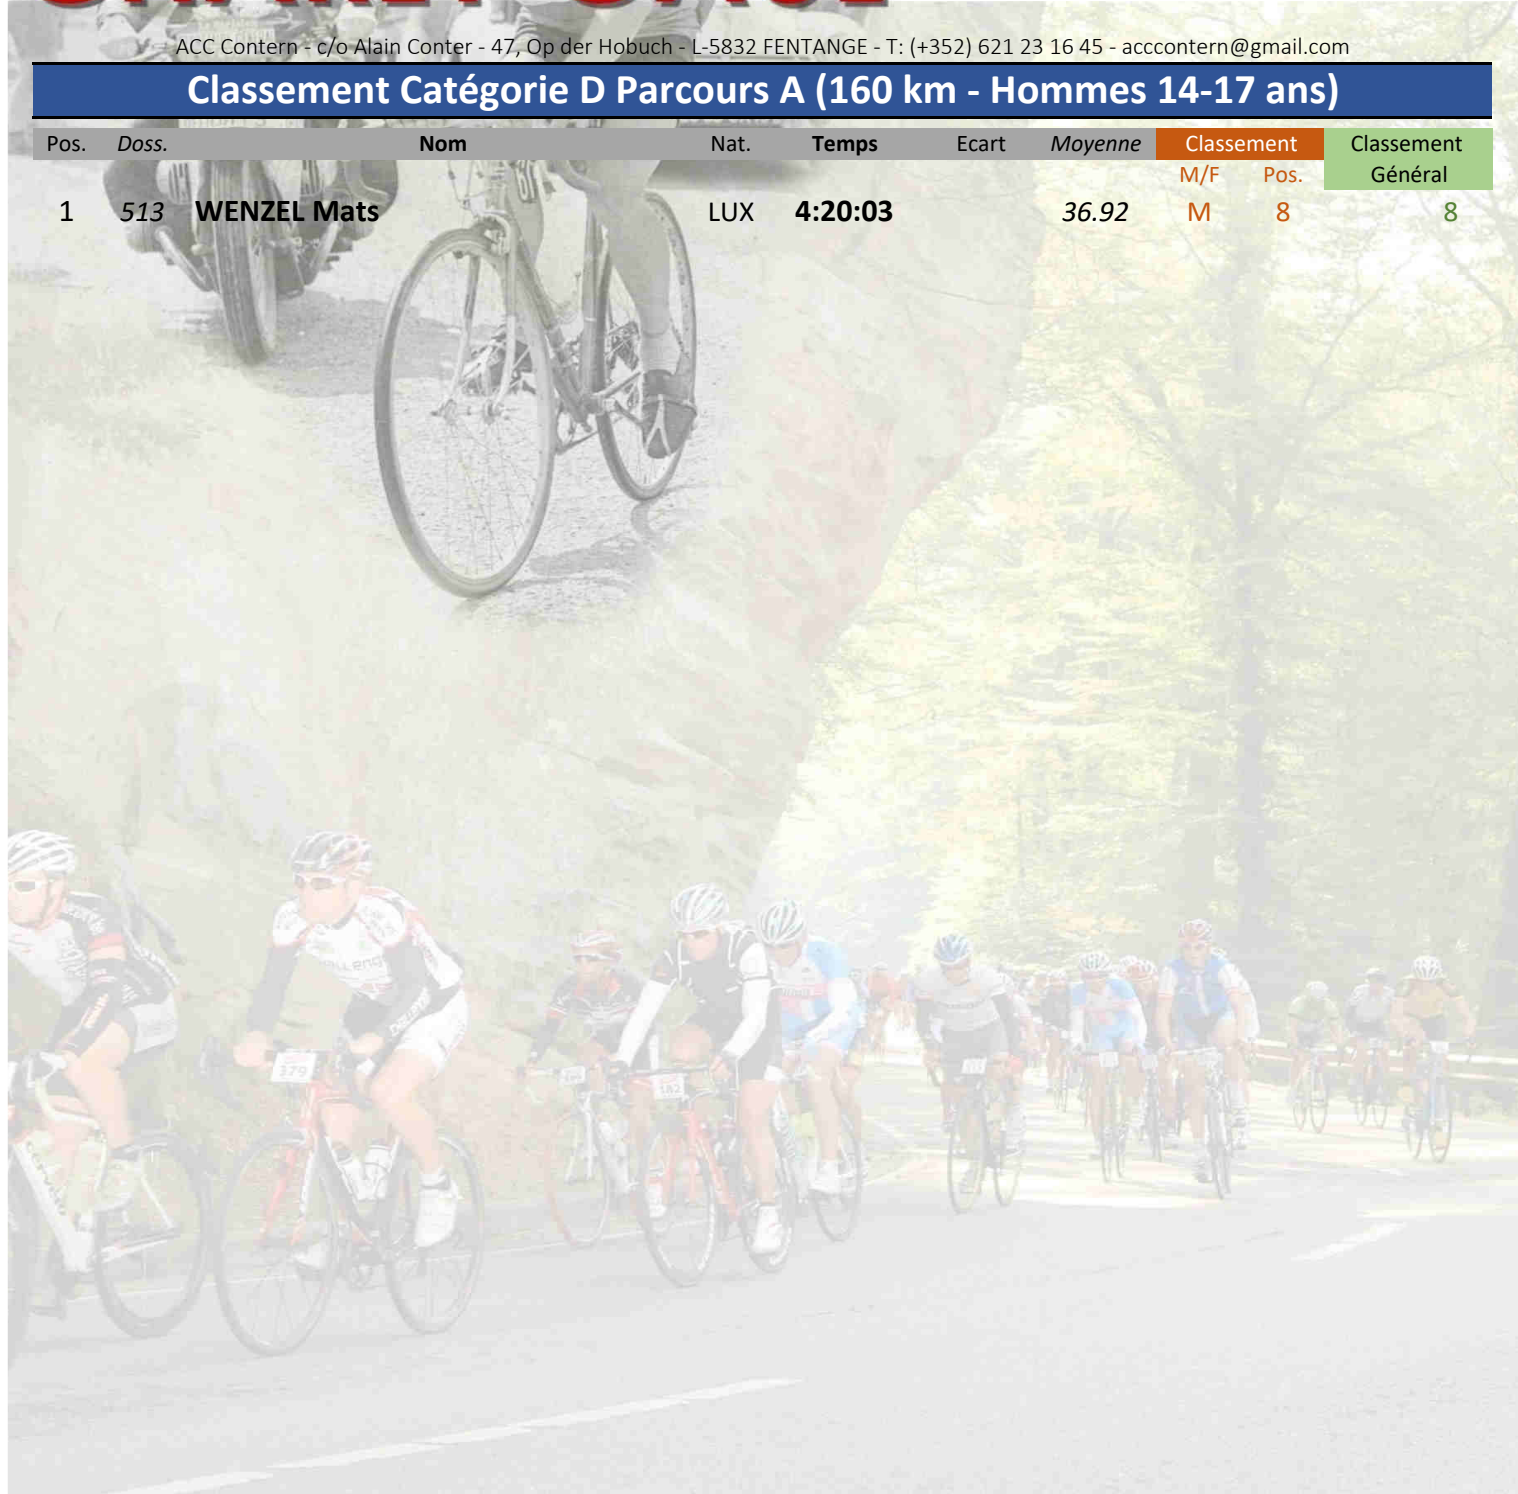 ACC Contern - c/o Alain Conter - 47, Op der Hobuch - L-5832 FENTANGE - T: (+352) 621 23 16 45 - acccontern@gmail.com
Classement Catégorie D Parcours A (160 km - Hommes 14-17 ans)
Pos. Doss. Nom Nat. Temps Ecart Moyenne Classement Classement
M/F Pos. Général
1 513 WENZEL Mats LUX 4:20:03 36.92 M 8 8
379
182